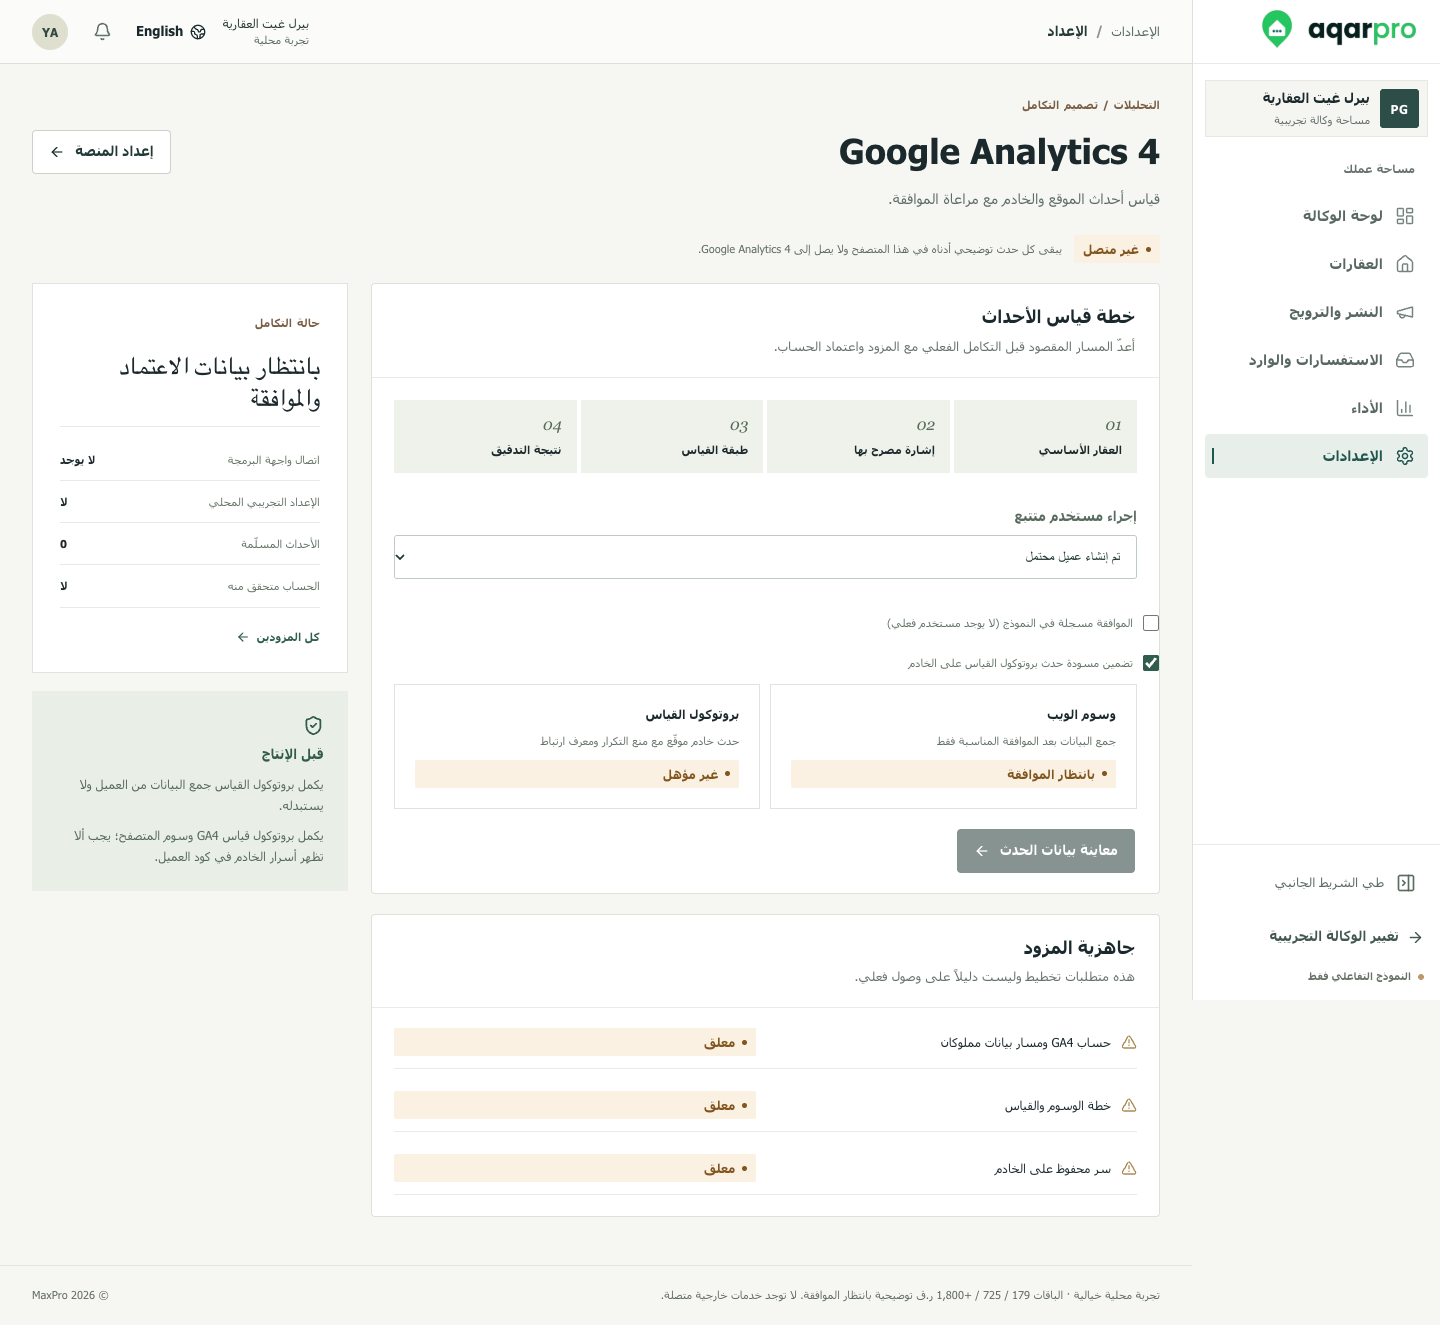 aqarpro
PG
بيرل غيت العقارية
مساحة وكالة تجريبية
مساحة عملك
لوحة الوكالة
العقارات
النشر والترويج
الاستفسارات والوارد
الأداء
الإعدادات
طي الشريط الجانبي
تغيير الوكالة التجريبية
النموذج التفاعلي فقط
الإعدادات / الإعداد
بيرل غيت العقارية
تجربة محلية
English
YA
التحليلات / تصميم التكامل
Google Analytics 4
قياس أحداث الموقع والخادم مع مراعاة الموافقة.
إعداد المنصة
غير متصل
يبقى كل حدث توضيحي أدناه في هذا المتصفح ولا يصل إلى Google Analytics 4.
خطة قياس الأحداث
أعدّ المسار المقصود قبل التكامل الفعلي مع المزود واعتماد الحساب.
01
العقار الأساسي
02
إشارة مصرح بها
03
طبقة القياس
04
نتيجة التدقيق
إجراء مستخدم متتبع
تم إنشاء عميل محتمل
الموافقة مسجلة في النموذج (لا يوجد مستخدم فعلي)
تضمين مسودة حدث بروتوكول القياس على الخادم
وسوم الويب
جمع البيانات بعد الموافقة المناسبة فقط
بانتظار الموافقة
بروتوكول القياس
حدث خادم موقّع مع منع التكرار ومعرف ارتباط
غير مؤهل
معاينة بيانات الحدث
جاهزية المزود
هذه متطلبات تخطيط وليست دليلاً على وصول فعلي.
حساب GA4 ومسار بيانات مملوكان
معلق
خطة الوسوم والقياس
معلق
سر محفوظ على الخادم
معلق
حالة التكامل
بانتظار بيانات الاعتماد
والموافقة
اتصال واجهة البرمجة
لا يوجد
الإعداد التجريبي المحلي
لا
الأحداث المسلّمة
0
الحساب متحقق منه
لا
كل المزودين
قبل الإنتاج
يكمل بروتوكول القياس جمع البيانات من العميل ولا
يستبدله.
يكمل بروتوكول قياس GA4 وسوم المتصفح؛ يجب ألا
تظهر أسرار الخادم في كود العميل.
تجربة محلية خيالية · الباقات 179 / 725 / +1,800 ر.ق توضيحية بانتظار الموافقة. لا توجد خدمات خارجية متصلة.
© 2026 MaxPro